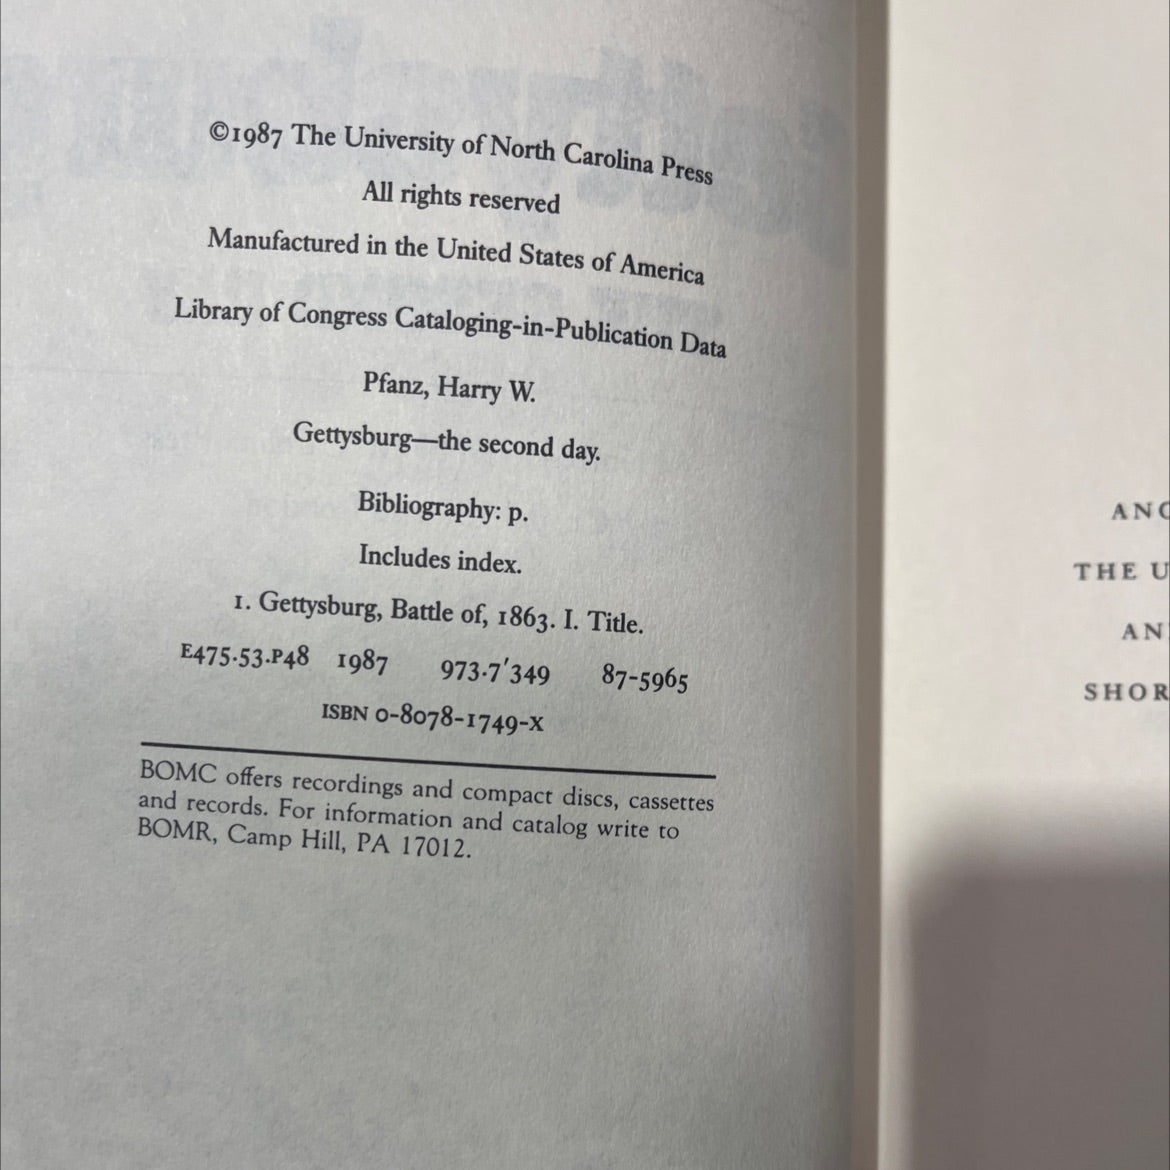 ©1987 The University of North Carolina Press
All rights reserved
Manufactured in the United States of America
Library of Congress Cataloging-in-Publication Data
Pfanz, Harry W.
Gettysburg—the second day.
Bibliography: p.
Includes index.
1. Gettysburg, Battle of, 1863. I. Title.
E475.53.P48 1987 973.7′349 87-5965
ISBN 0-8078-1749-X
BOMC offers recordings and compact discs, cassettes
and records. For information and catalog write to
BOMR, Camp Hill, PA 17012.
THE U
SHOR